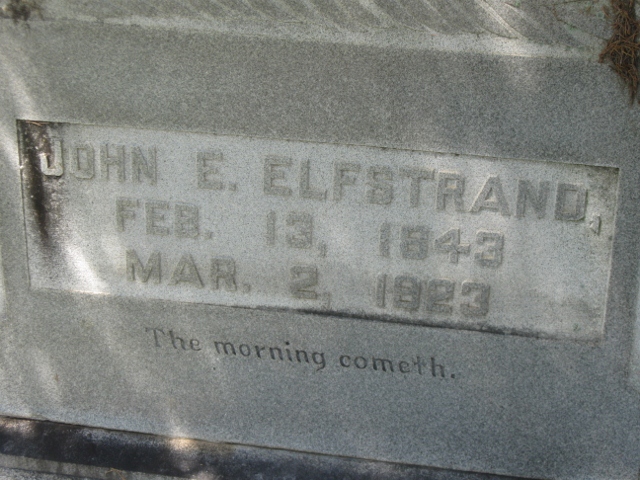 JOHN E. ELFSTRAND,
FEB. 13, 1843
MAR. 2, 1923
The morning cometh.